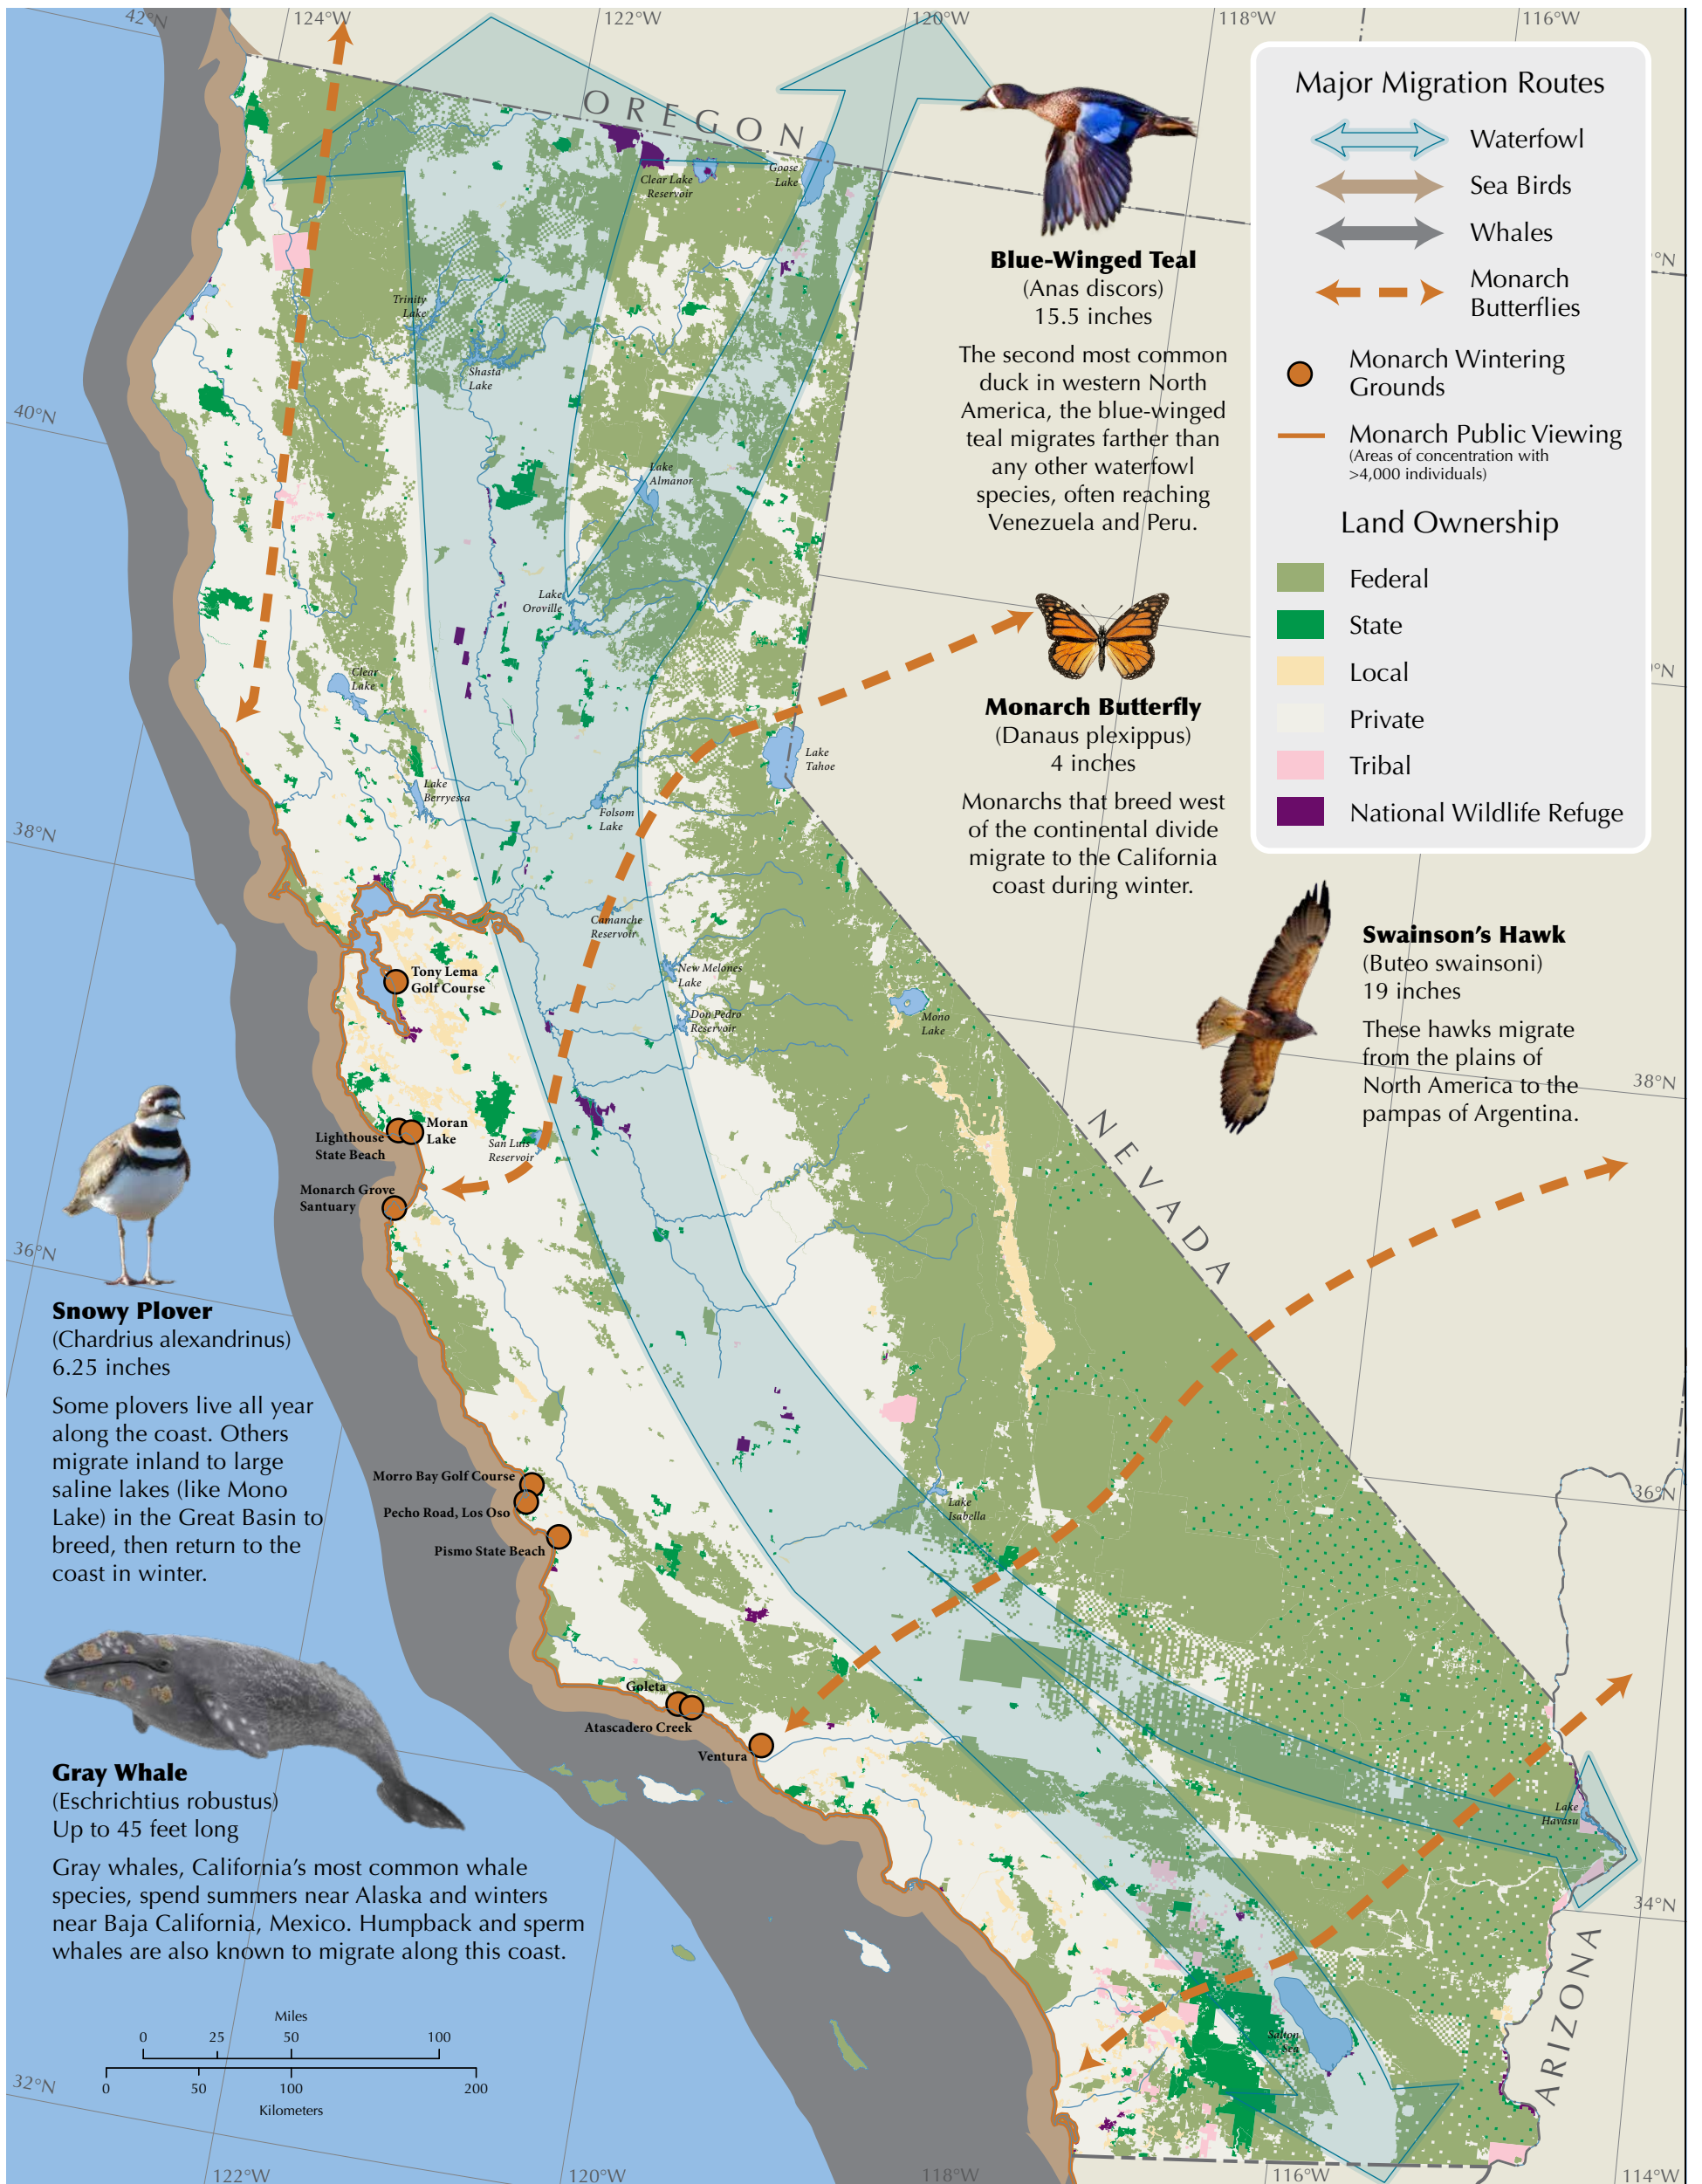 42°N
124°W
122°W
120°W
118°W
116°W
OREGON
Major Migration Routes
Waterfowl
Sea Birds
Whales
Monarch
Butterflies
Monarch Wintering
Grounds
Monarch Public Viewing
(Areas of concentration with
>4,000 individuals)
Land Ownership
Federal
State
Local
Private
Tribal
National Wildlife Refuge
Clear Lake
Reservoir
Goose
Lake
Blue-Winged Teal
(Anas discors)
15.5 inches
The second most common
duck in western North
America, the blue-winged
teal migrates farther than
any other waterfowl
species, often reaching
Venezuela and Peru.
°N
Trinity
Lake
Shasta
Lake
40°N
Lake
Almanor
Lake
Oroville
Monarch Butterfly
(Danaus plexippus)
4 inches
Monarchs that breed west
of the continental divide
migrate to the California
coast during winter.
°N
Clear
Lake
Lake
Tahoe
Lake
Berryessa
Folsom
Lake
38°N
Camanche
Reservoir
Swainson's Hawk
(Buteo swainsoni)
19 inches
These hawks migrate
from the plains of
North America to the
pampas of Argentina.
Tony Lema
Golf Course
New Melones
Lake
Don Pedro
Reservoir
Mono
Lake
38°N
NEVADA
Moran
Lake
Lighthouse
State Beach
San Luis
Reservoir
Monarch Grove
Santuary
36°N
Snowy Plover
(Chardrius alexandrinus)
6.25 inches
Some plovers live all year
along the coast. Others
migrate inland to large
saline lakes (like Mono
Lake) in the Great Basin to
breed, then return to the
coast in winter.
Morro Bay Golf Course
Pecho Road, Los Oso
Pismo State Beach
Lake
Isabella
36°N
Goleta
Atascadero Creek
Ventura
Gray Whale
(Eschrichtius robustus)
Up to 45 feet long
Gray whales, California's most common whale
species, spend summers near Alaska and winters
near Baja California, Mexico. Humpback and sperm
whales are also known to migrate along this coast.
Lake
Havasu
34°N
ARIZONA
Salton
Sea
Miles
0 25 50 100
0 50 100 200
Kilometers
32°N
122°W
120°W
118°W
116°W
114°W